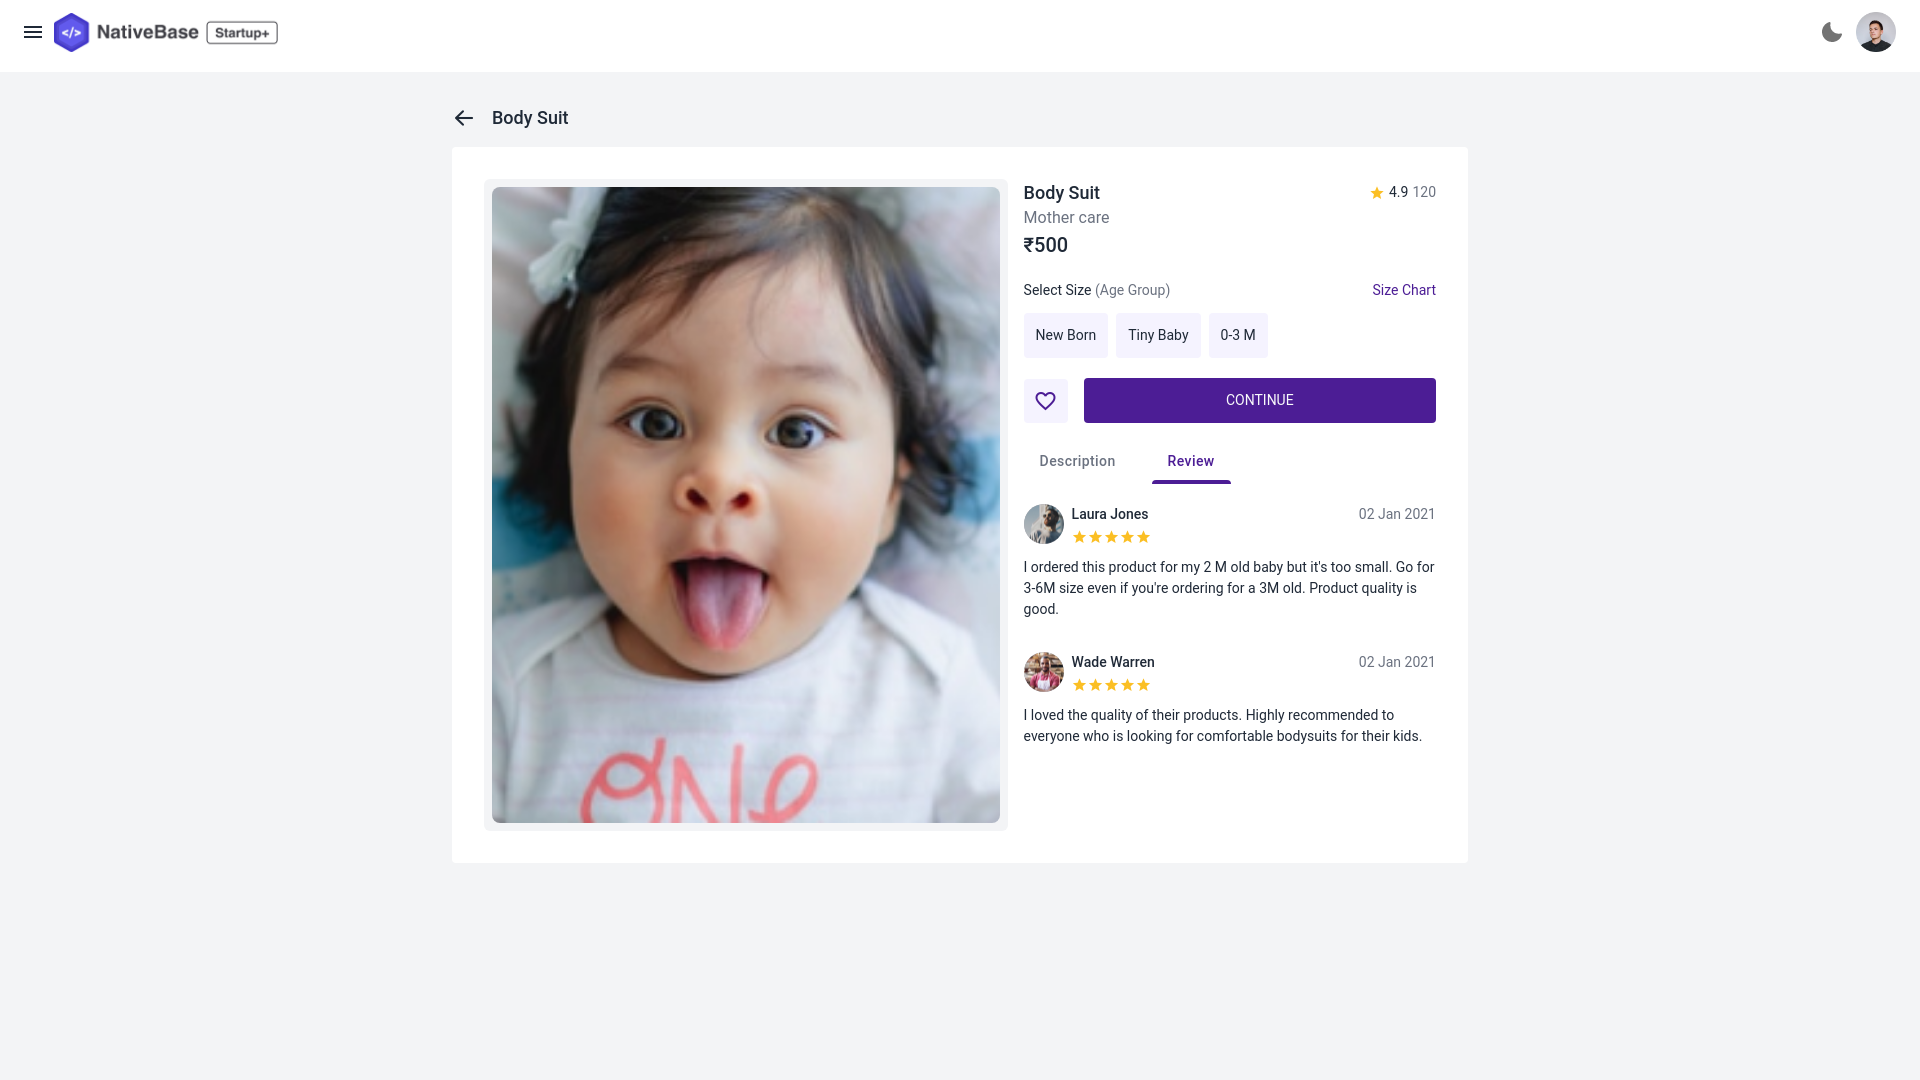 NativeBase Startup+
Body Suit
Body Suit
4.9 120
Mother care
₹500
Select Size (Age Group)
Size Chart
New Born
Tiny Baby
0-3 M
CONTINUE
Description
Review
Laura Jones
02 Jan 2021
I ordered this product for my 2 M old baby but it's too small. Go for
3-6M size even if you're ordering for a 3M old. Product quality is
good.
Wade Warren
02 Jan 2021
I loved the quality of their products. Highly recommended to
everyone who is looking for comfortable bodysuits for their kids.
one